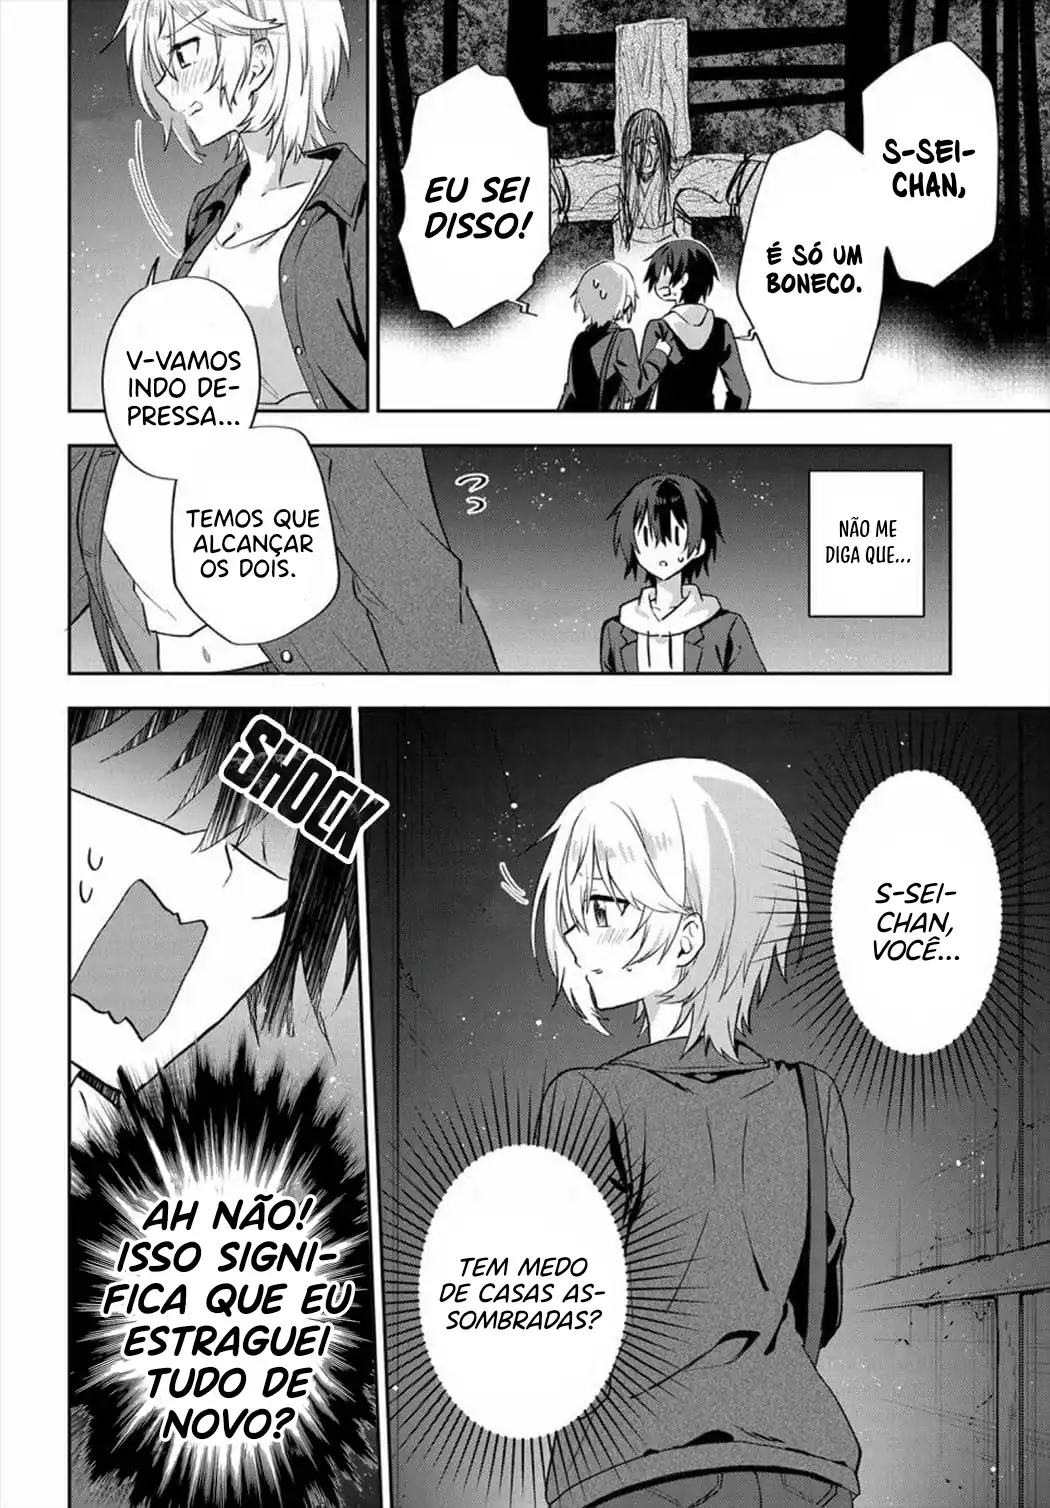 S-SEI-
CHAN,
É SÓ UM
BONECO.
EU SEI
DISSO!
V-VAMOS
INDO DE-
PRESSA...
TEMOS QUE
ALCANÇAR
OS DOIS.
NÃO ME
DIGA QUE...
S-SEI-
CHAN,
VOCÊ...
TEM MEDO
DE CASAS AS-
SOMBRADAS?
SHOCK
AH NÃO!
ISSO SIGNI-
FICA QUE EU
ESTRAGUEI
TUDO DE
NOVO?